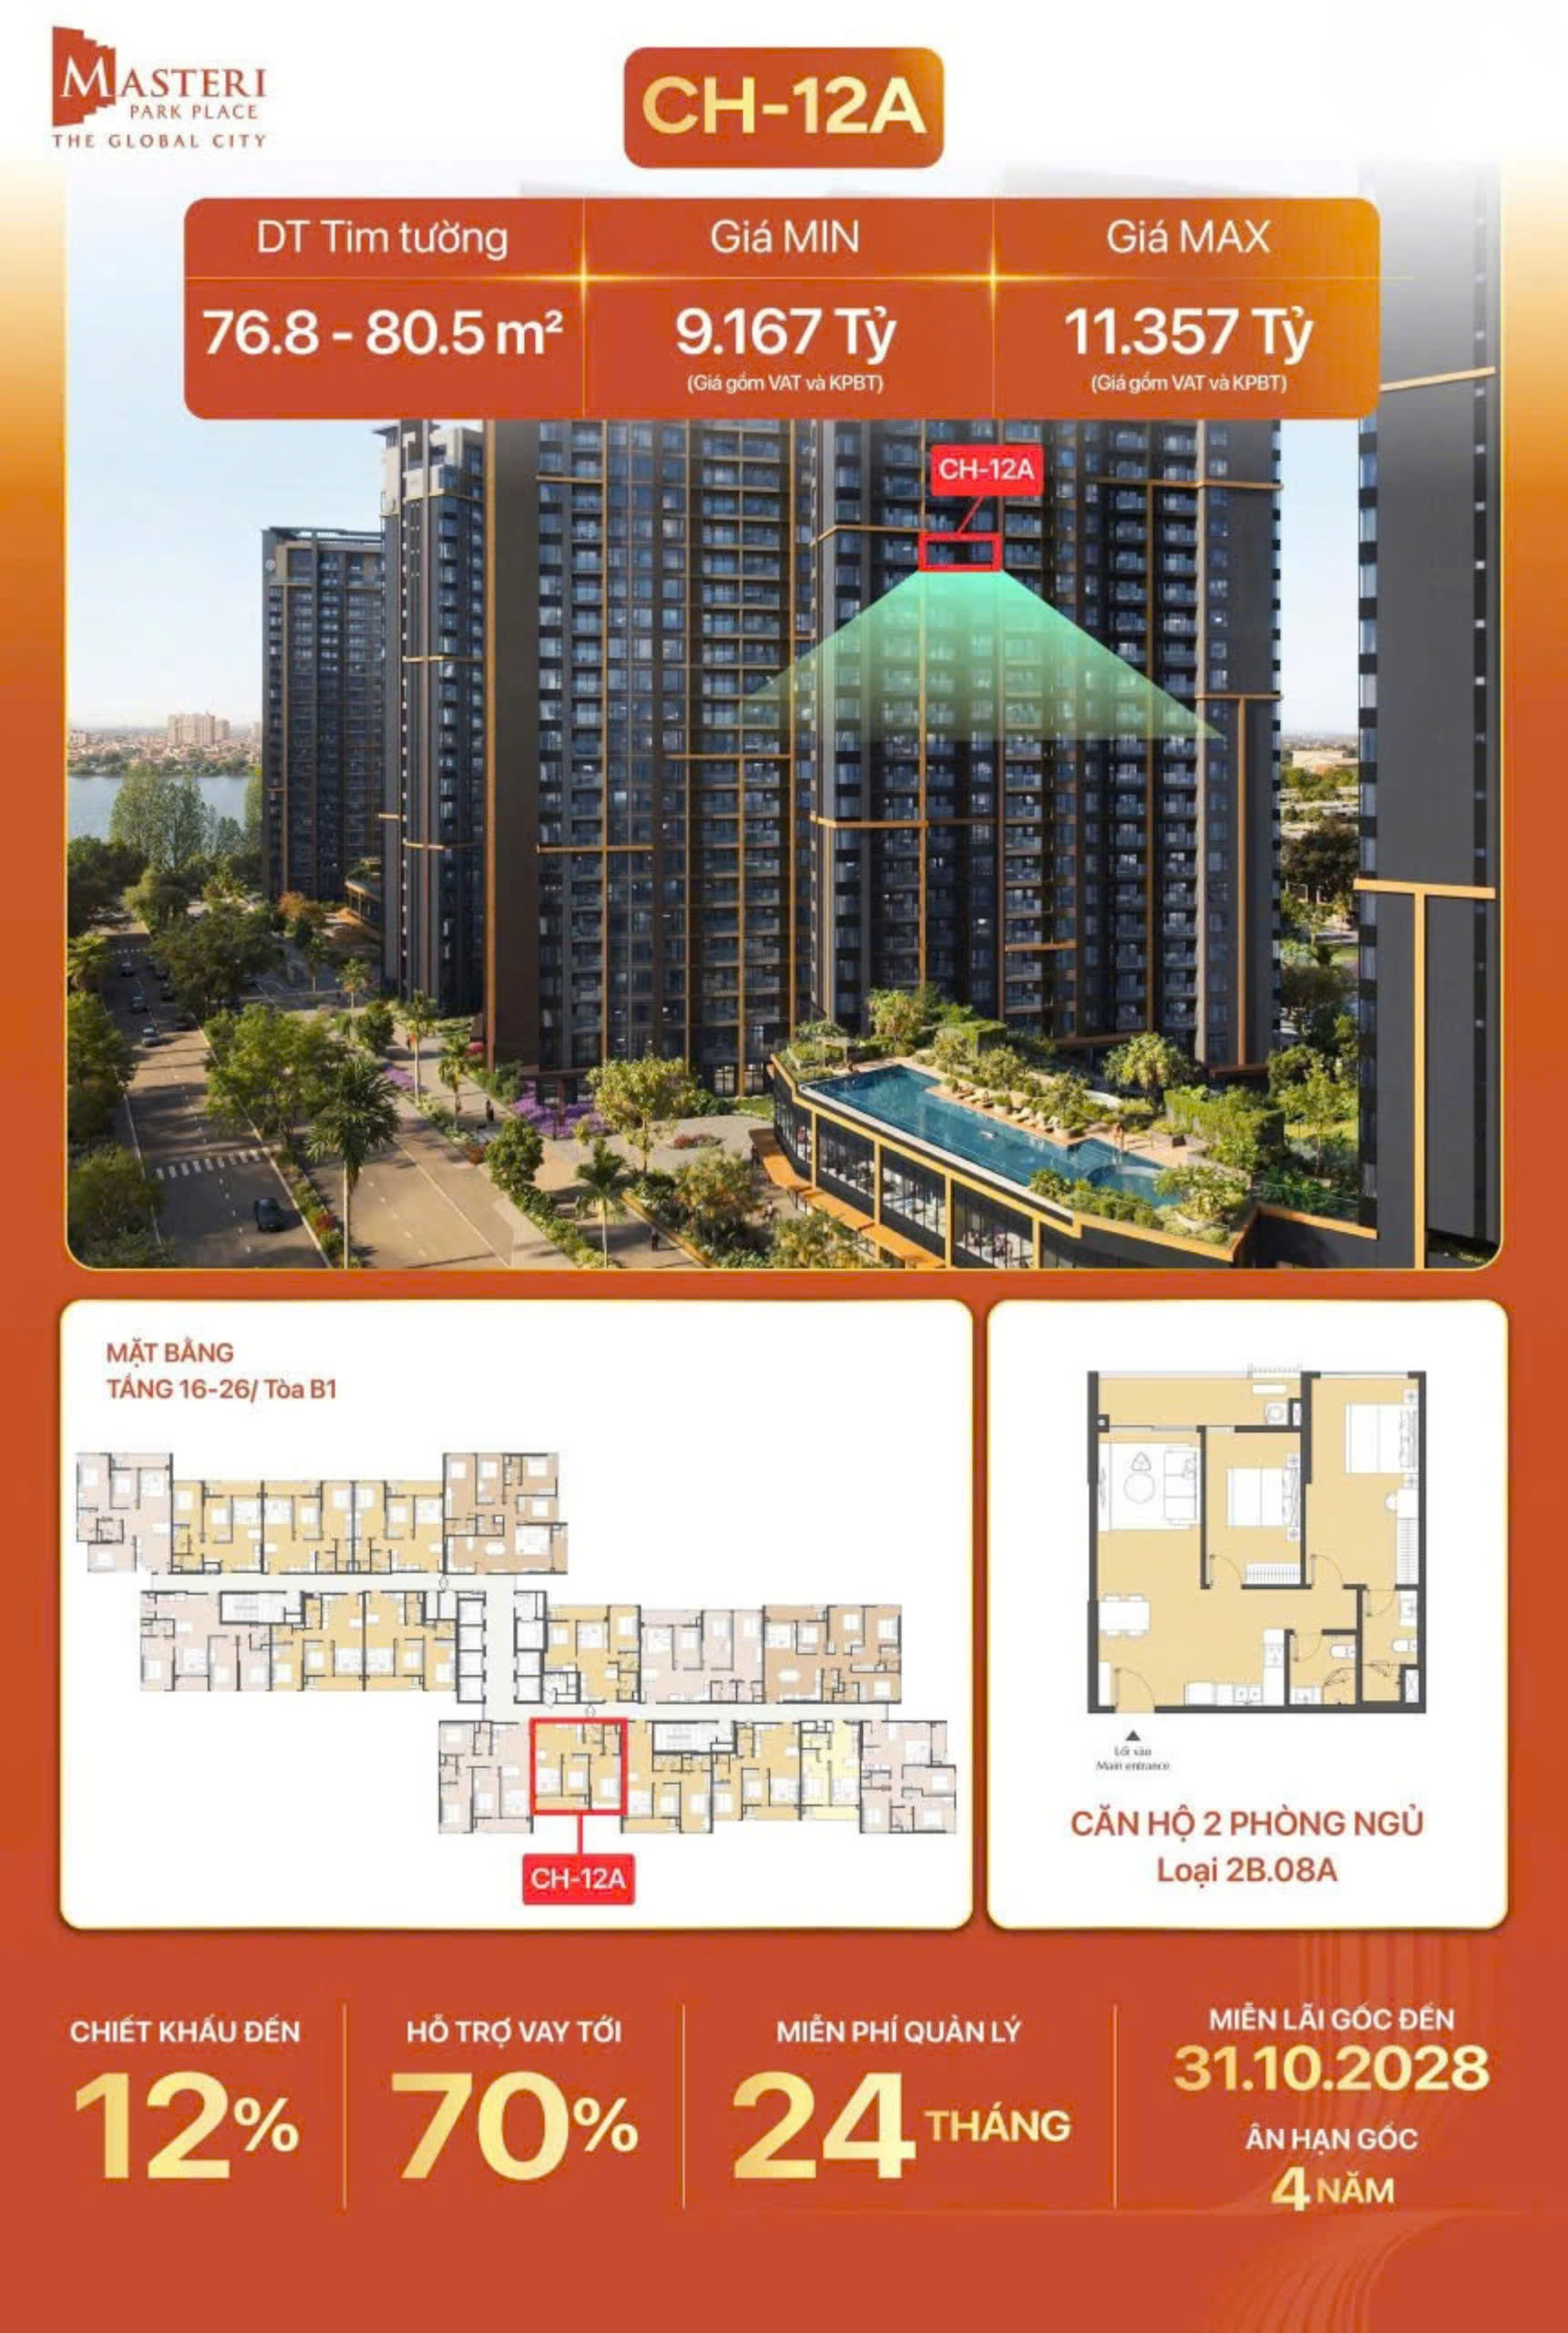 MASTERI
PARK PLACE
THE GLOBAL CITY
CH-12A
DT Tim tường
Giá MIN
Giá MAX
76.8 - 80.5 m²
9.167 Tỷ
11.357 Tỷ
(Giá gồm VAT và KPBT)
(Giá gồm VAT và KPBT)
CH-12A
MẶT BẰNG
TẦNG 16-26/ Tòa B1
CH-12A
Lối vào
Main entrance
CĂN HỘ 2 PHÒNG NGỦ
Loại 2B.08A
CHIẾT KHẤU ĐẾN
12%
HỖ TRỢ VAY TỚI
70%
MIỄN PHÍ QUẢN LÝ
24 THÁNG
MIỄN LÃI GỐC ĐẾN
31.10.2028
ÂN HẠN GỐC
4 NĂM